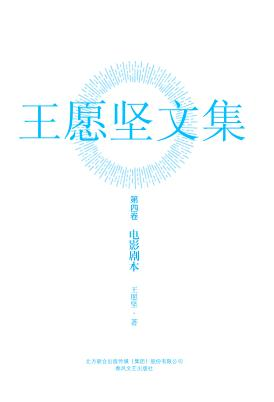 王愿坚文集
第四卷 电影剧本
王愿坚·著
北方联合出版传媒（集团）股份有限公司
春风文艺出版社